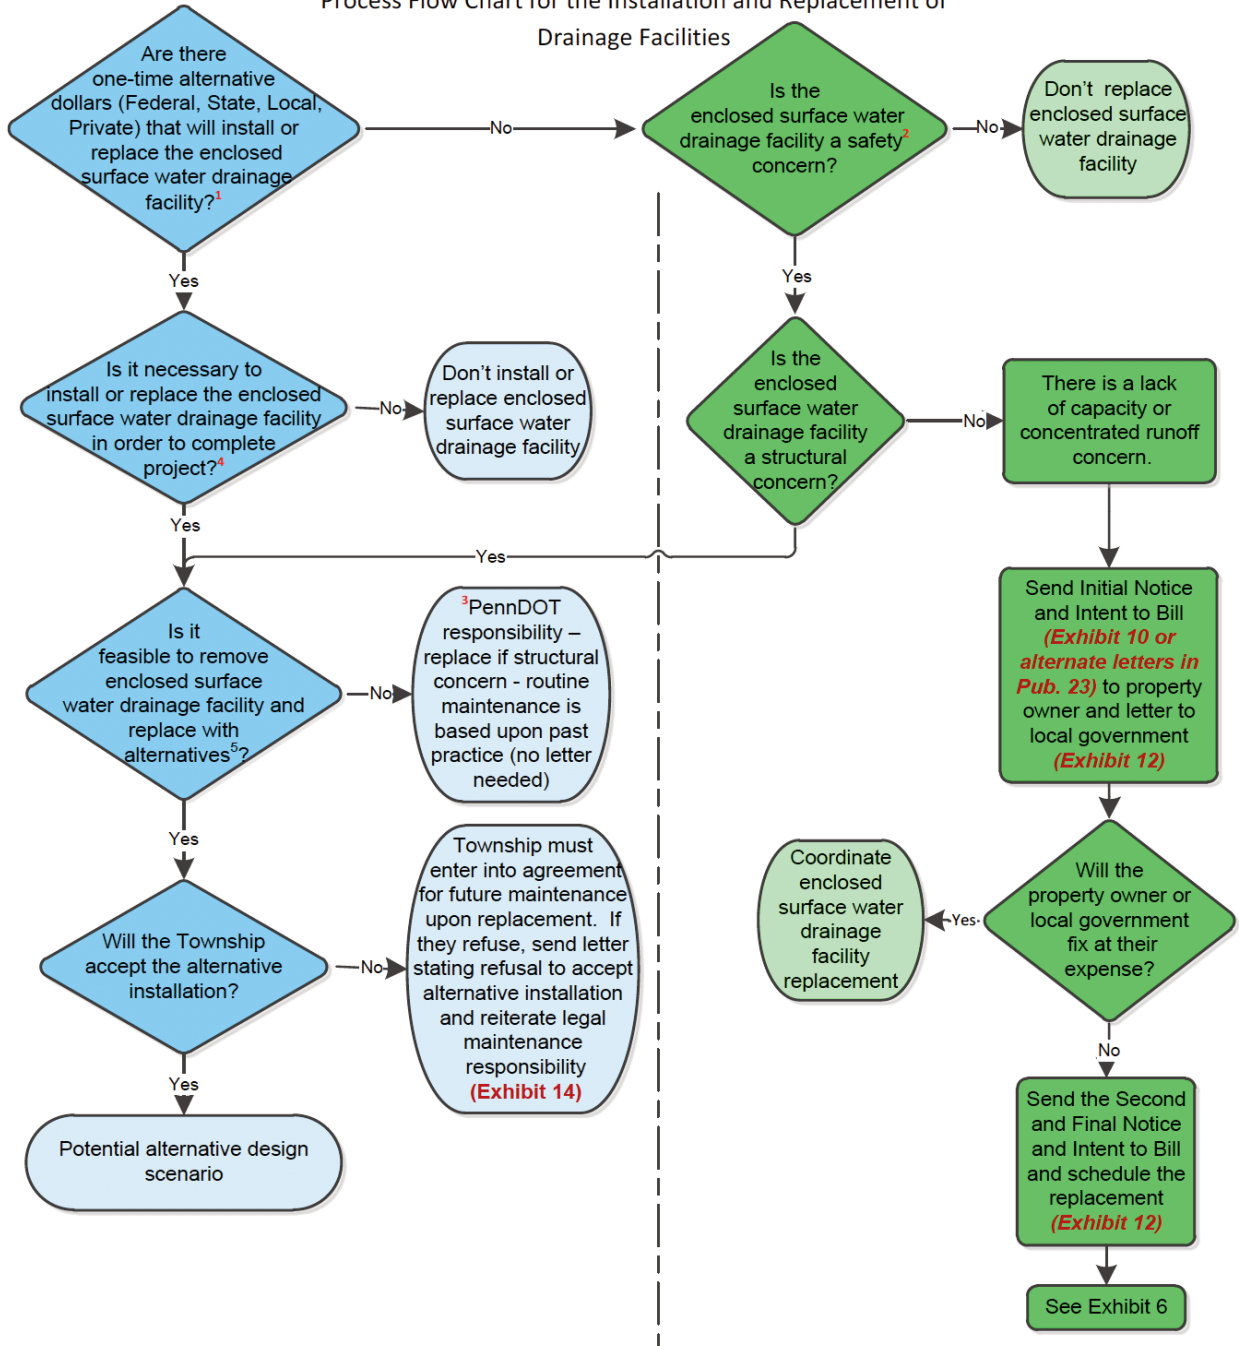 Process Flow Chart for the Installation and Replacement of
Drainage Facilities
Are there
one-time alternative
dollars (Federal, State, Local,
Private) that will install or
replace the enclosed
surface water drainage
facility?1
No
Is the
enclosed surface water
drainage facility a safety2
concern?
No
Don't replace
enclosed surface
water drainage
facility
Yes
Yes
Is it necessary to
install or replace the enclosed
surface water drainage facility
in order to complete
project?4
No
Don't install or
replace enclosed
surface water
drainage facility
Is the
enclosed
surface water
drainage facility
a structural
concern?
No
There is a lack
of capacity or
concentrated runoff
concern.
Yes
Yes
Is it
feasible to remove
enclosed surface
water drainage facility and
replace with
alternatives5?
No
3PennDOT
responsibility –
replace if structural
concern - routine
maintenance is
based upon past
practice (no letter
needed)
Send Initial Notice
and Intent to Bill
(Exhibit 10 or
alternate letters in
Pub. 23) to property
owner and letter to
local government
(Exhibit 12)
Yes
Will the Township
accept the alternative
installation?
No
Township must
enter into agreement
for future maintenance
upon replacement. If
they refuse, send letter
stating refusal to accept
alternative installation
and reiterate legal
maintenance
responsibility
(Exhibit 14)
Coordinate
enclosed
surface water
drainage
facility
replacement
Yes
Will the
property owner or
local government
fix at their
expense?
No
Yes
Potential alternative design
scenario
Send the Second
and Final Notice
and Intent to Bill
and schedule the
replacement
(Exhibit 12)
See Exhibit 6